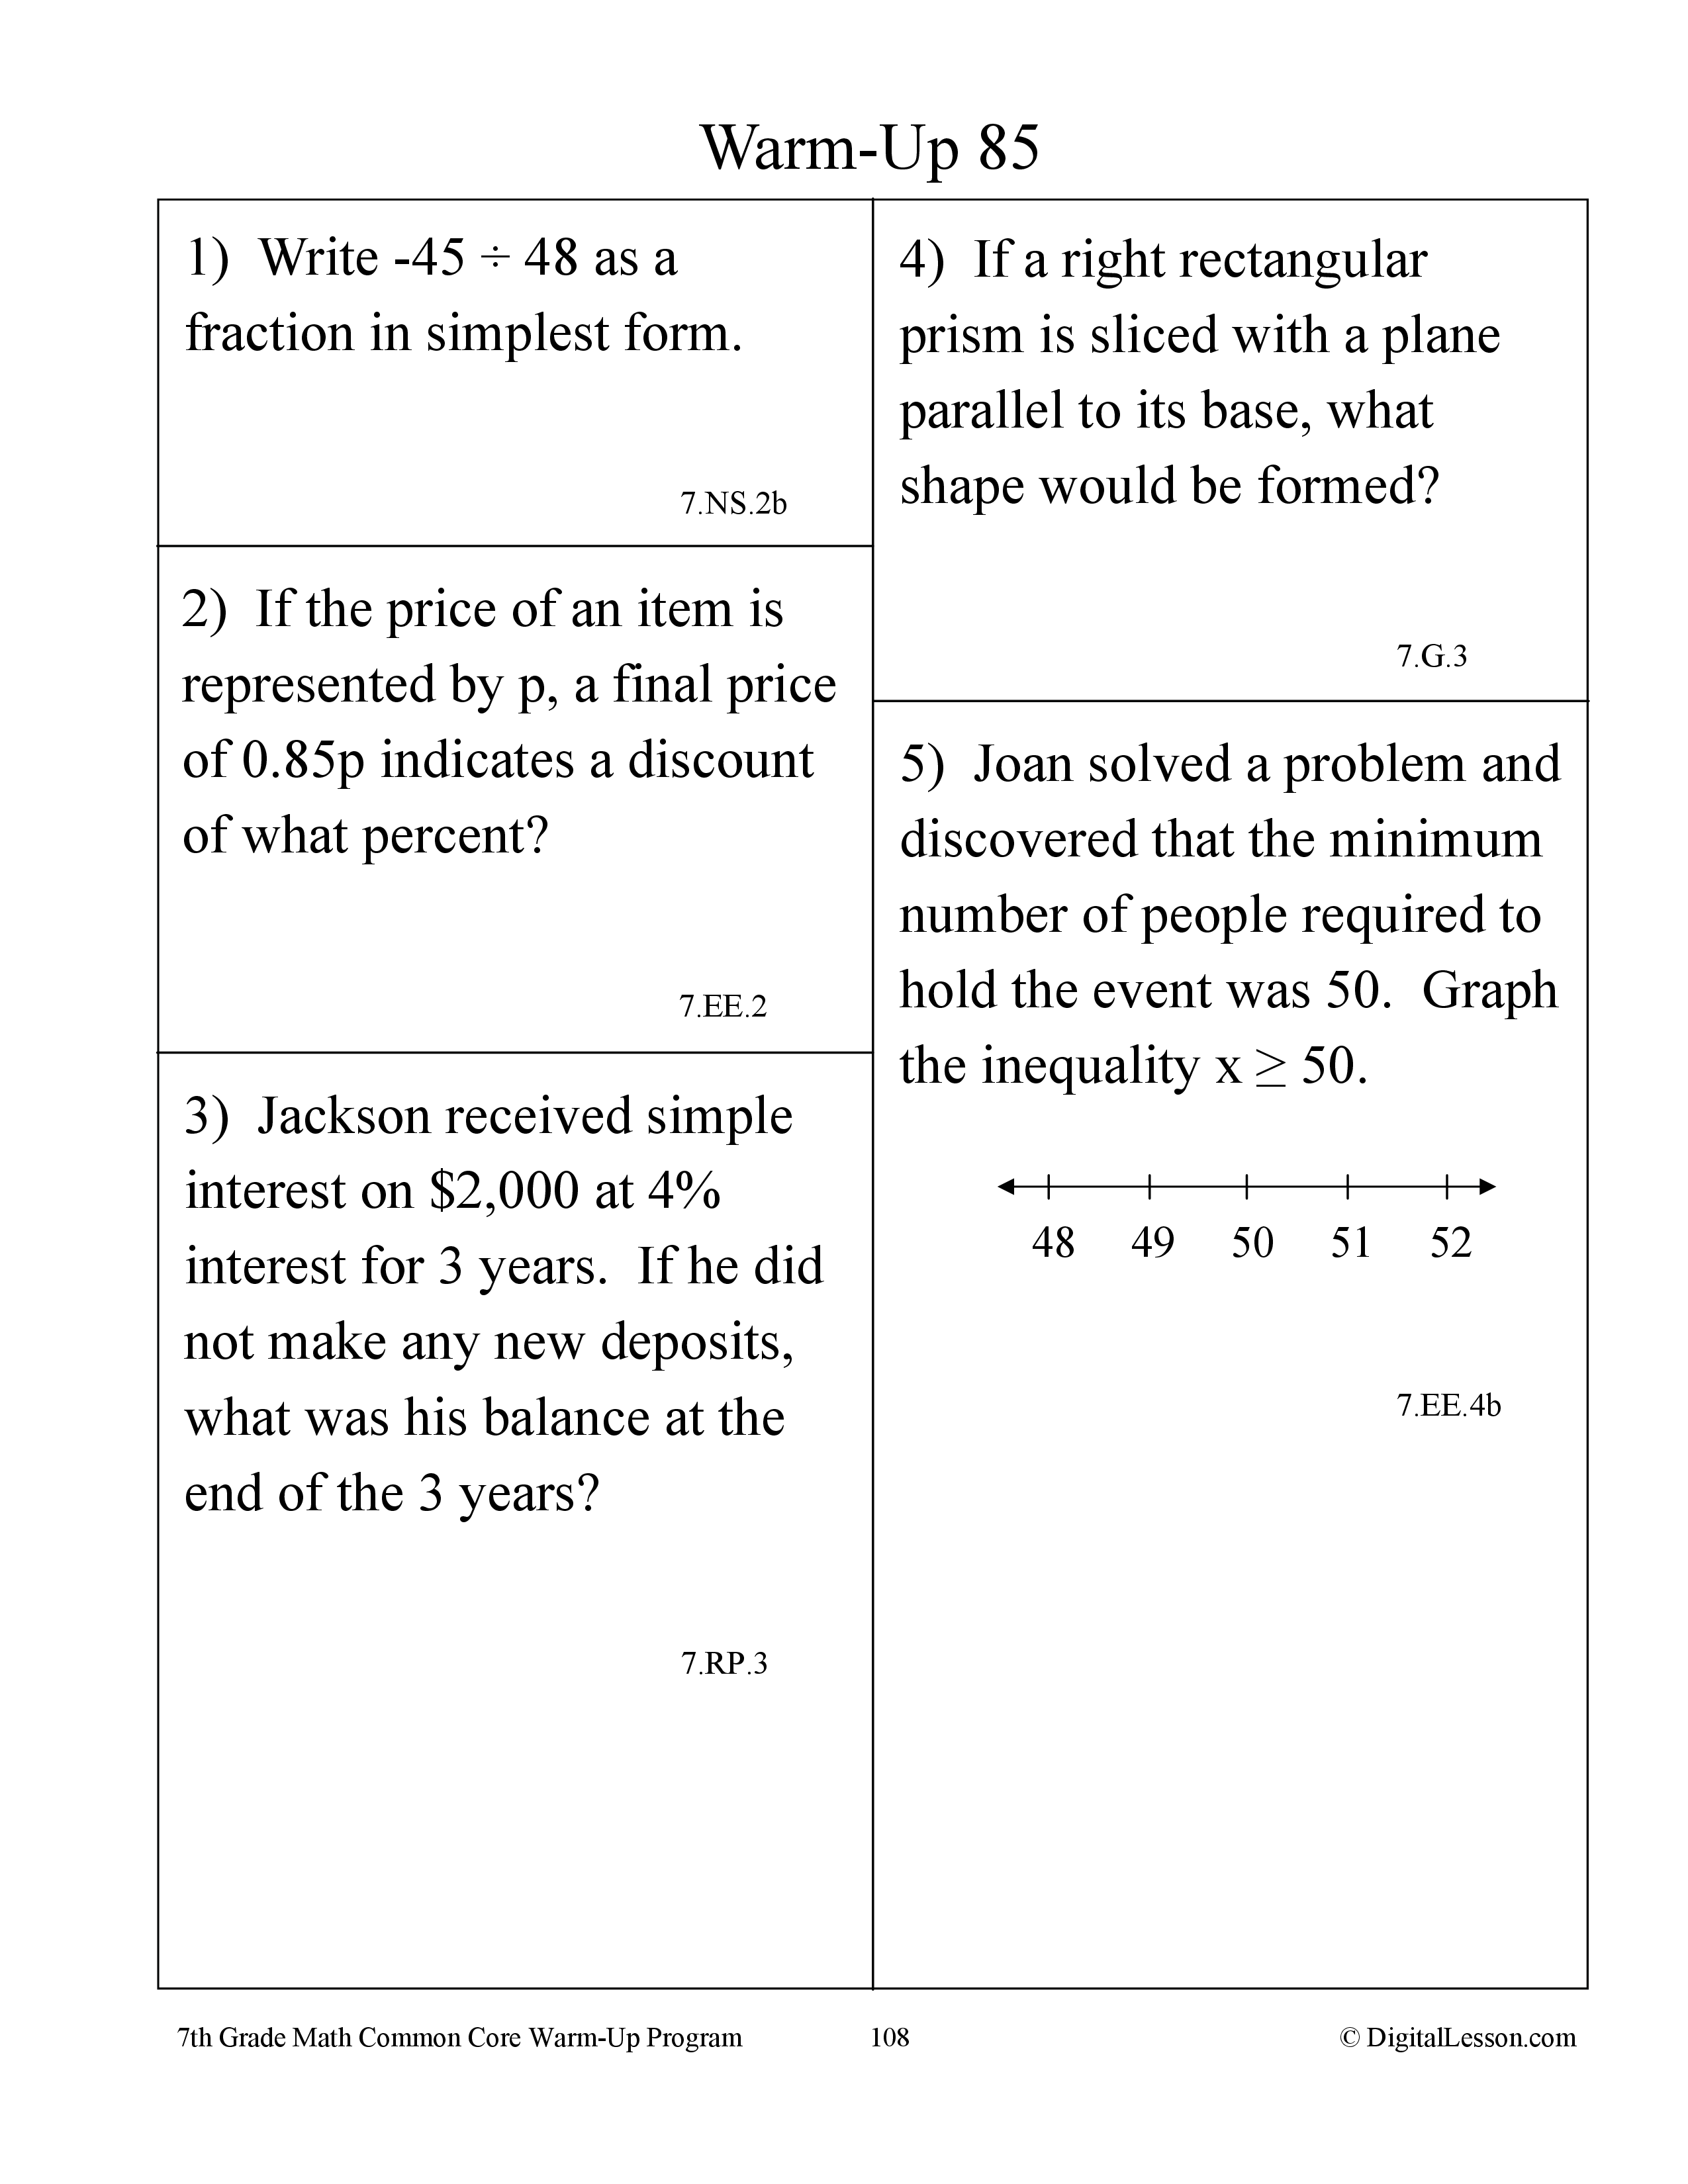 Warm-Up 85
1)  Write -45 ÷ 48 as a
fraction in simplest form.
7.NS.2b
2)  If the price of an item is
represented by p, a final price
of 0.85p indicates a discount
of what percent?
7.EE.2
3)  Jackson received simple
interest on $2,000 at 4%
interest for 3 years.  If he did
not make any new deposits,
what was his balance at the
end of the 3 years?
7.RP.3
4)  If a right rectangular
prism is sliced with a plane
parallel to its base, what
shape would be formed?
7.G.3
5)  Joan solved a problem and
discovered that the minimum
number of people required to
hold the event was 50.  Graph
the inequality x ≥ 50.
48 49 50 51 52
7.EE.4b
7th Grade Math Common Core Warm-Up Program 108 © DigitalLesson.com